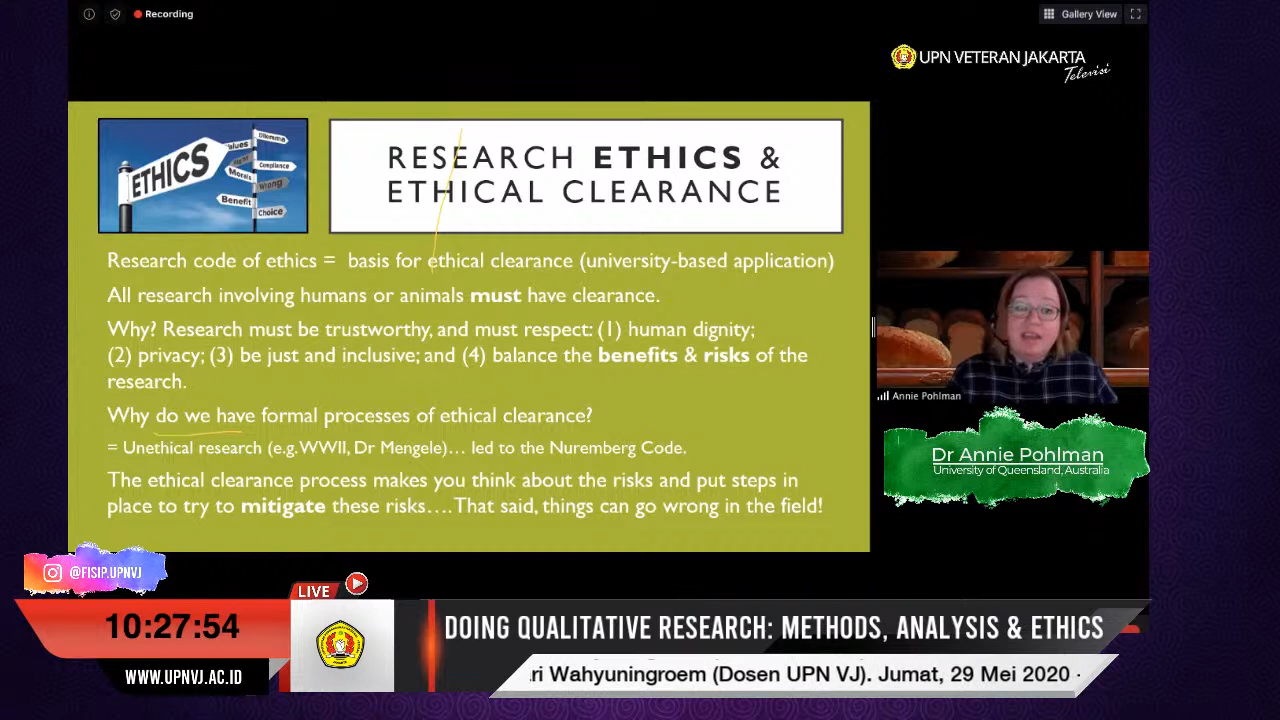 Recording
Gallery View
UPN VETERAN JAKARTA
Televisi
ETHICS
Dilemma
Values
Compliance
Morals
Wrong
Benefit
Choice
RESEARCH ETHICS &
ETHICAL CLEARANCE
Research code of ethics = basis for ethical clearance (university-based application)
All research involving humans or animals must have clearance.
Why? Research must be trustworthy, and must respect: (1) human dignity;
(2) privacy; (3) be just and inclusive; and (4) balance the benefits & risks of the
research.
Why do we have formal processes of ethical clearance?
= Unethical research (e.g. WWII, Dr Mengele)… led to the Nuremberg Code.
The ethical clearance process makes you think about the risks and put steps in
place to try to mitigate these risks….That said, things can go wrong in the field!
Annie Pohlman
Dr Annie Pohlman
University of Queensland, Australia
@FISIP.UPNVJ
LIVE
10:27:54
DOING QUALITATIVE RESEARCH: METHODS, ANALYSIS & ETHICS
WWW.UPNVJ.AC.ID
ri Wahyuningroem (Dosen UPN VJ). Jumat, 29 Mei 2020 -